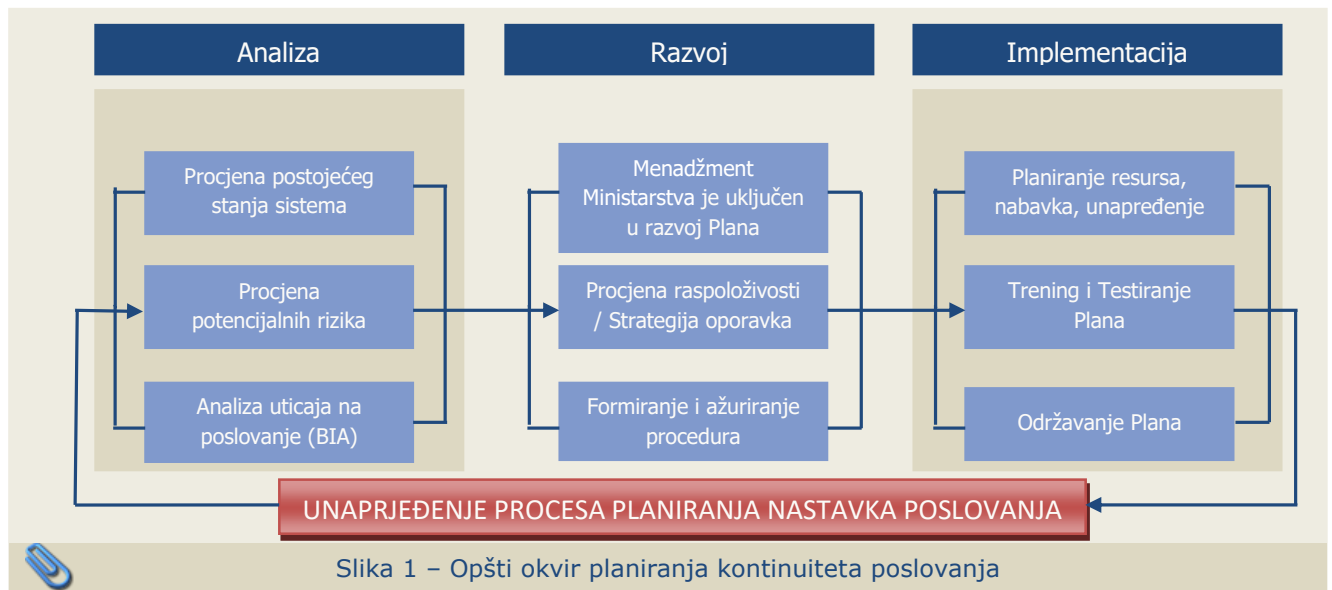 Analiza
Procjena postojećeg
stanja sistema
Procjena
potencijalnih rizika
Analiza uticaja na
poslovanje (BIA)
Razvoj
Menadžment
Ministarstva je uključen
u razvoj Plana
Procjena raspoloživosti
/ Strategija oporavka
Formiranje i ažuriranje
procedura
Implementacija
Planiranje resursa,
nabavka, unapređenje
Trening i Testiranje
Plana
Održavanje Plana
UNAPRJEĐENJE PROCESA PLANIRANJA NASTAVKA POSLOVANJA
Slika 1 – Opšti okvir planiranja kontinuiteta poslovanja